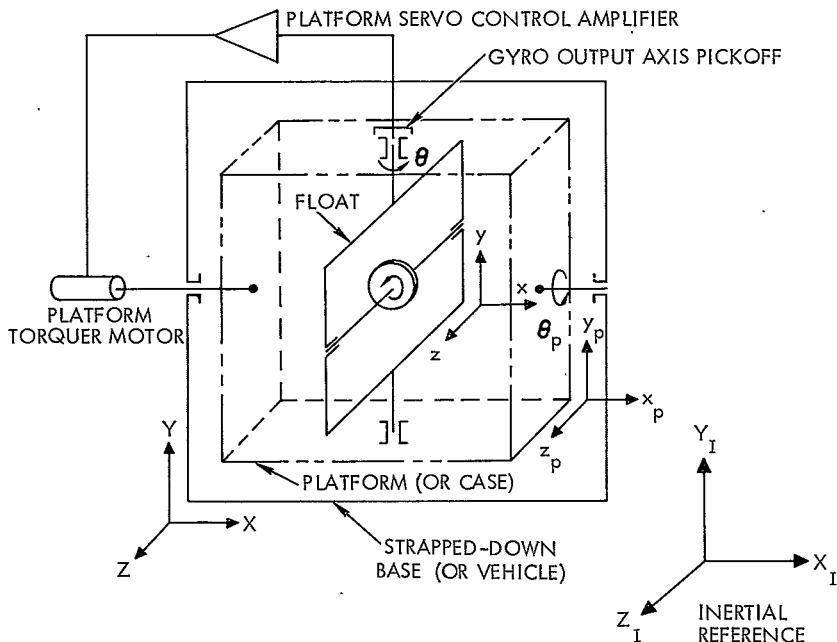 PLATFORM SERVO CONTROL AMPLIFIER
GYRO OUTPUT AXIS PICKOFF
θ
FLOAT
y
x
z
PLATFORM
TORQUER MOTOR
θp
yp
xp
zp
Y
X
Z
PLATFORM (OR CASE)
STRAPPED-DOWN
BASE (OR VEHICLE)
YI
XI
ZI
INERTIAL
REFERENCE